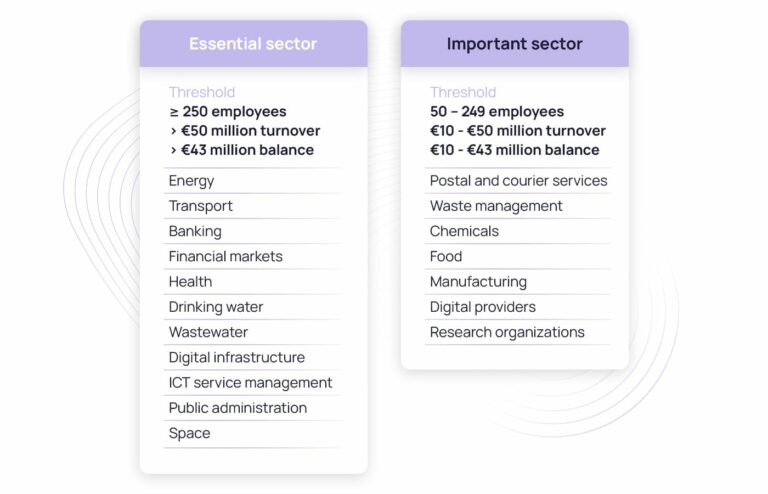 Essential sector
Threshold
≥ 250 employees
> €50 million turnover
> €43 million balance
Energy
Transport
Banking
Financial markets
Health
Drinking water
Wastewater
Digital infrastructure
ICT service management
Public administration
Space
Important sector
Threshold
50 – 249 employees
€10 - €50 million turnover
€10 - €43 million balance
Postal and courier services
Waste management
Chemicals
Food
Manufacturing
Digital providers
Research organizations